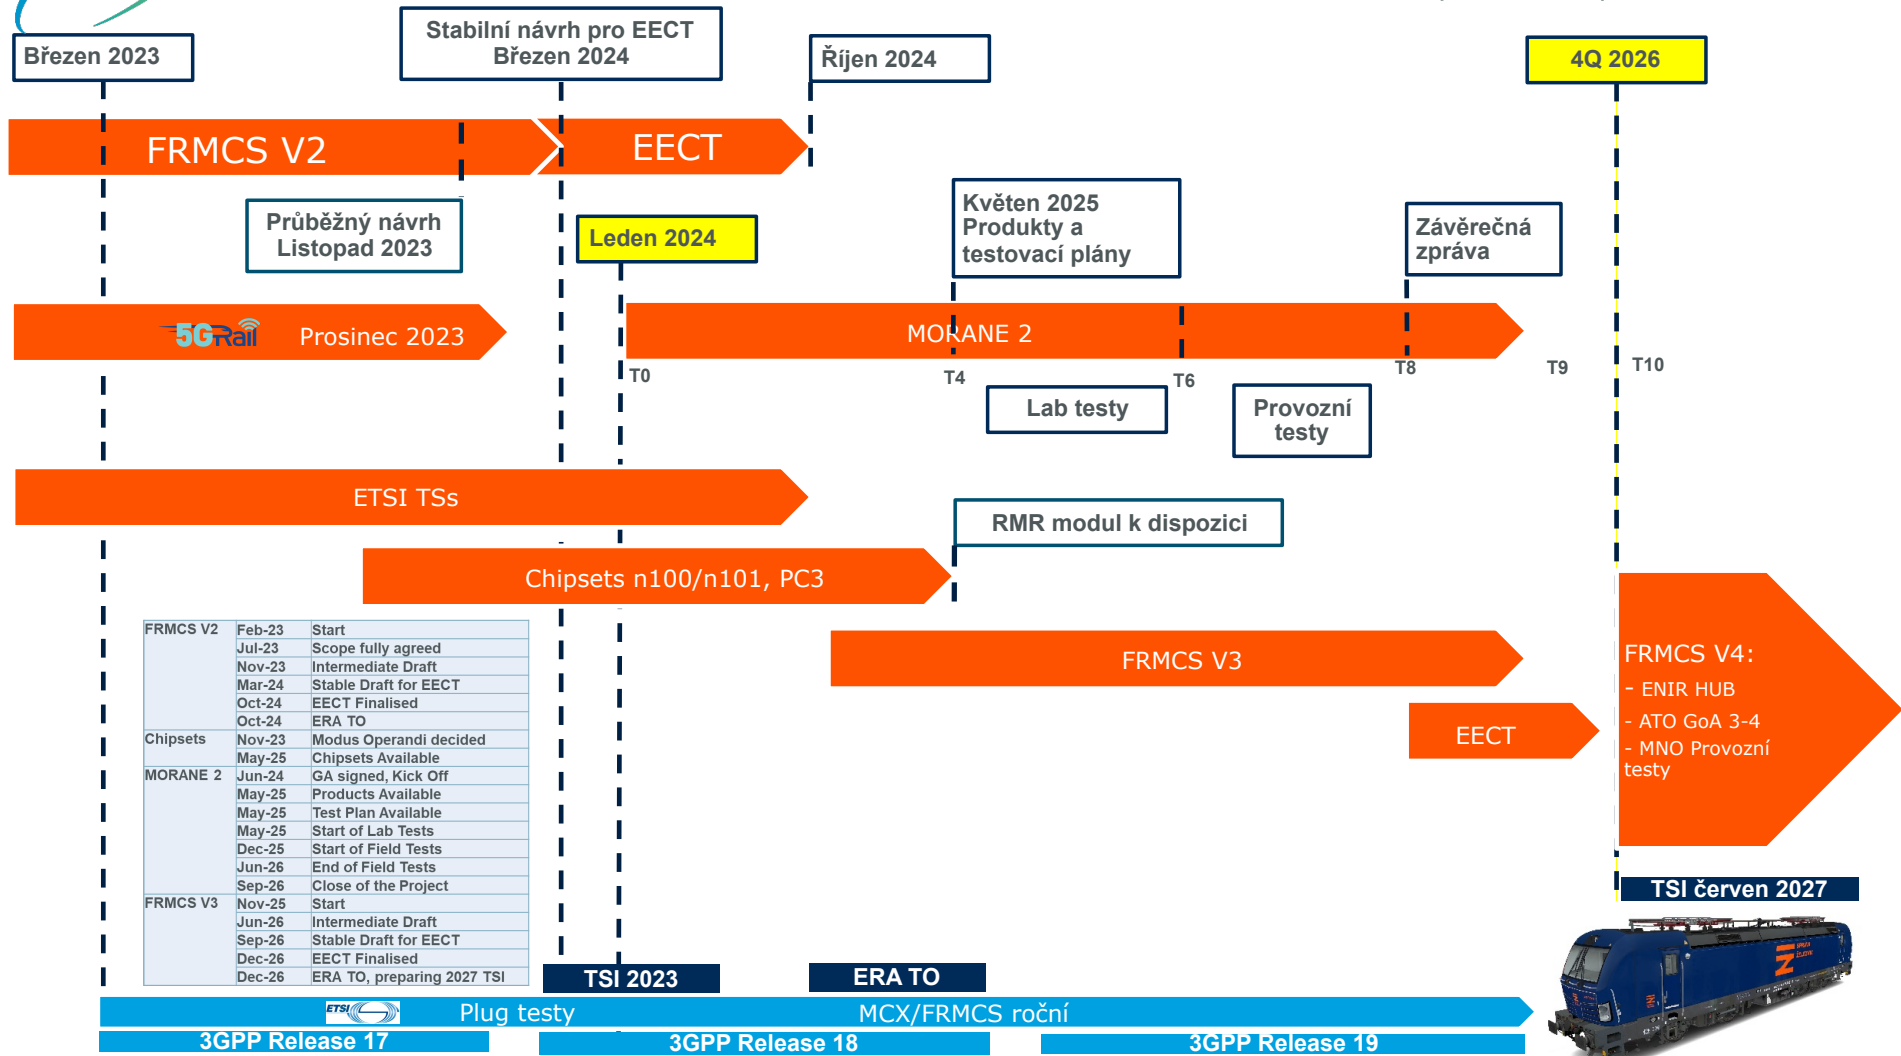 Březen 2023
Stabilní návrh pro EECT
Březen 2024
Říjen 2024
4Q 2026
FRMCS V2
EECT
Průběžný návrh
Listopad 2023
Leden 2024
Květen 2025
Produkty a
testovací plány
Závěrečná
zpráva
5GRail
Prosinec 2023
MORANE 2
T0
T4
T6
T8
T9
T10
Lab testy
Provozní
testy
ETSI TSs
RMR modul k dispozici
Chipsets n100/n101, PC3
FRMCS V3
EECT
FRMCS V4:
- ENIR HUB
- ATO GoA 3-4
- MNO Provozní
testy
FRMCS V2 Feb-23 Start
Jul-23 Scope fully agreed
Nov-23 Intermediate Draft
Mar-24 Stable Draft for EECT
Oct-24 EECT Finalised
Oct-24 ERA TO
Chipsets Nov-23 Modus Operandi decided
May-25 Chipsets Available
MORANE 2 Jun-24 GA signed, Kick Off
May-25 Products Available
May-25 Test Plan Available
May-25 Start of Lab Tests
Dec-25 Start of Field Tests
Jun-26 End of Field Tests
Sep-26 Close of the Project
FRMCS V3 Nov-25 Start
Jun-26 Intermediate Draft
Sep-26 Stable Draft for EECT
Dec-26 EECT Finalised
Dec-26 ERA TO, preparing 2027 TSI
TSI červen 2027
TSI 2023
ERA TO
ETSI
Plug testy
MCX/FRMCS roční
3GPP Release 17
3GPP Release 18
3GPP Release 19